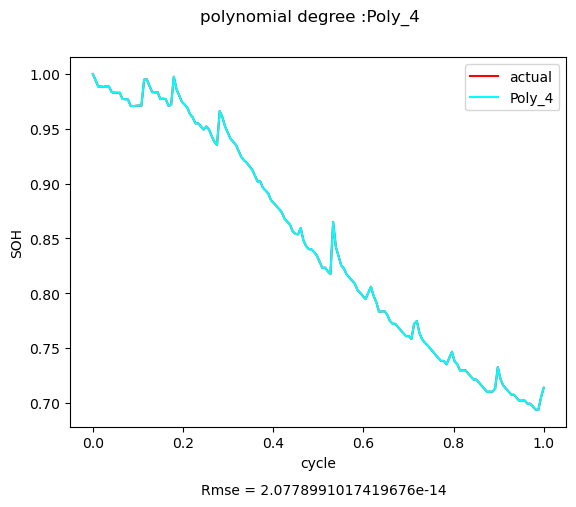 polynomial degree :Poly_4
actual
Poly_4
1.00
0.95
0.90
0.85
0.80
0.75
0.70
SOH
0.0 0.2 0.4 0.6 0.8 1.0
cycle
Rmse = 2.0778991017419676e-14